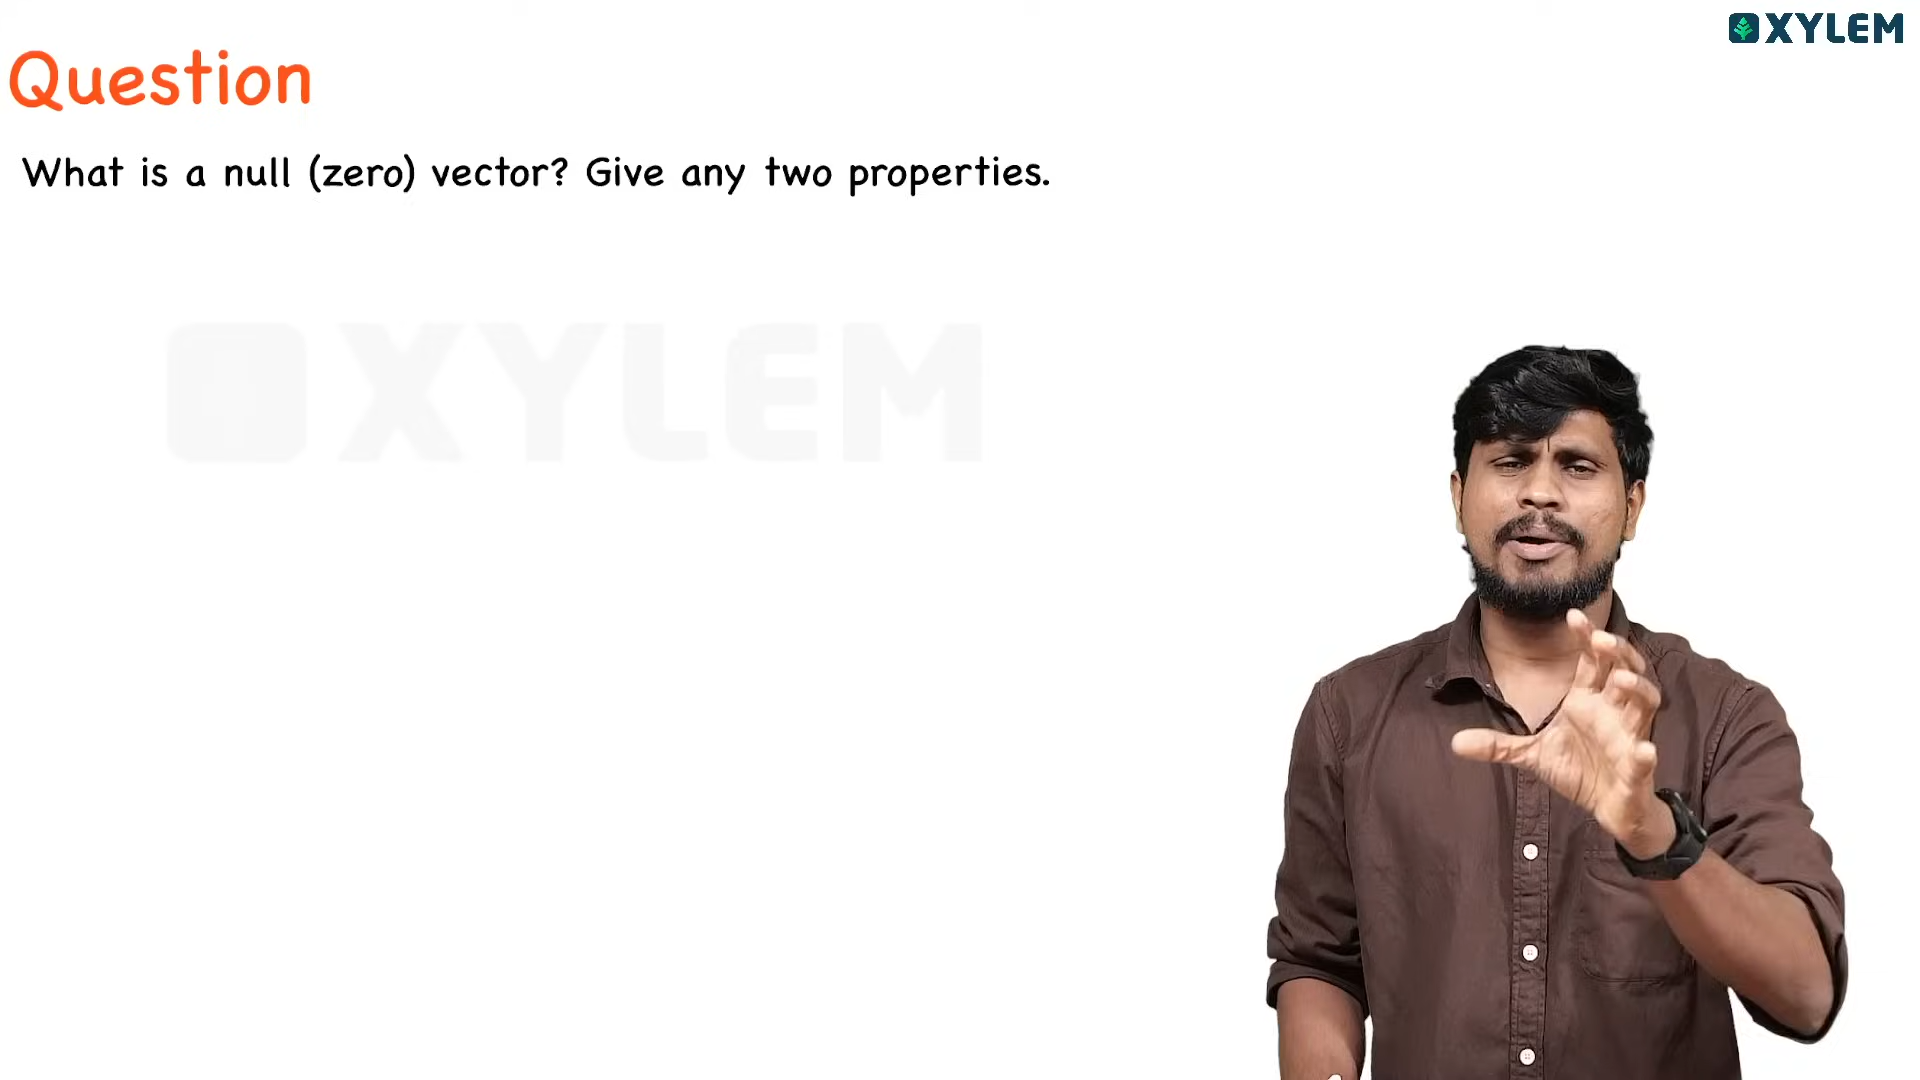 XYLEM
Question
What is a null (zero) vector? Give any two properties.
XYLEM